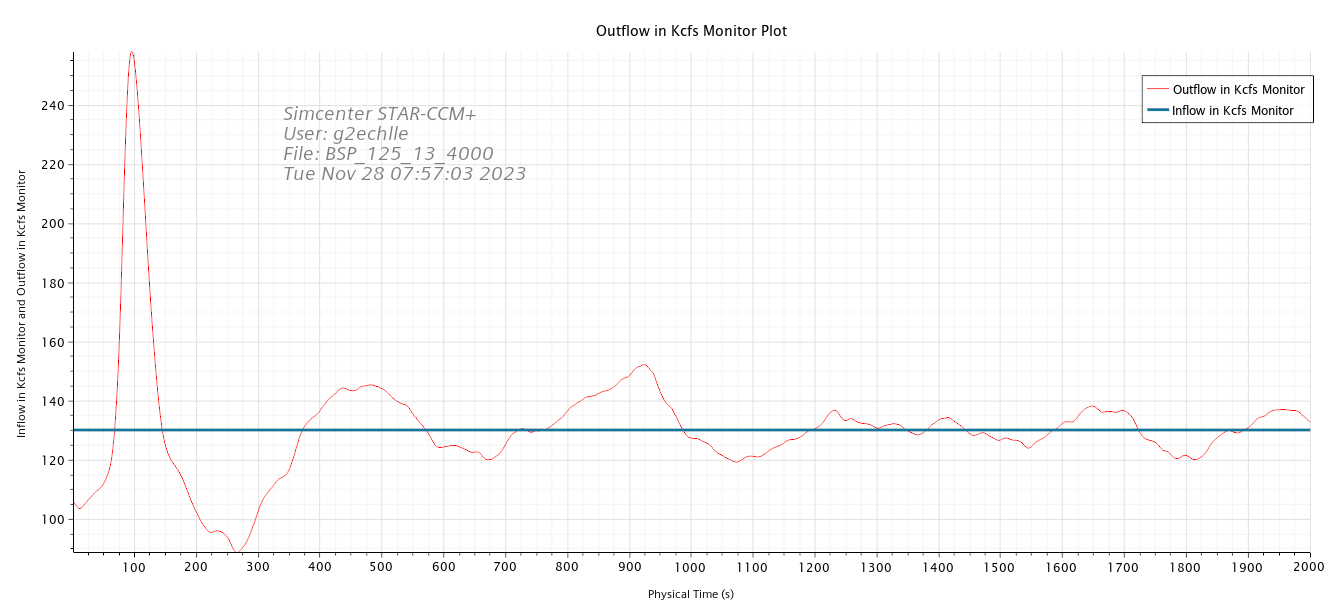 Outflow in Kcfs Monitor Plot
Outflow in Kcfs Monitor
Inflow in Kcfs Monitor
Simcenter STAR-CCM+
User: g2echlle
File: BSP_125_13_4000
Tue Nov 28 07:57:03 2023
Inflow in Kcfs Monitor and Outflow in Kcfs Monitor
240
220
200
180
160
140
120
100
100 200 300 400 500 600 700 800 900 1000 1100 1200 1300 1400 1500 1600 1700 1800 1900 2000
Physical Time (s)